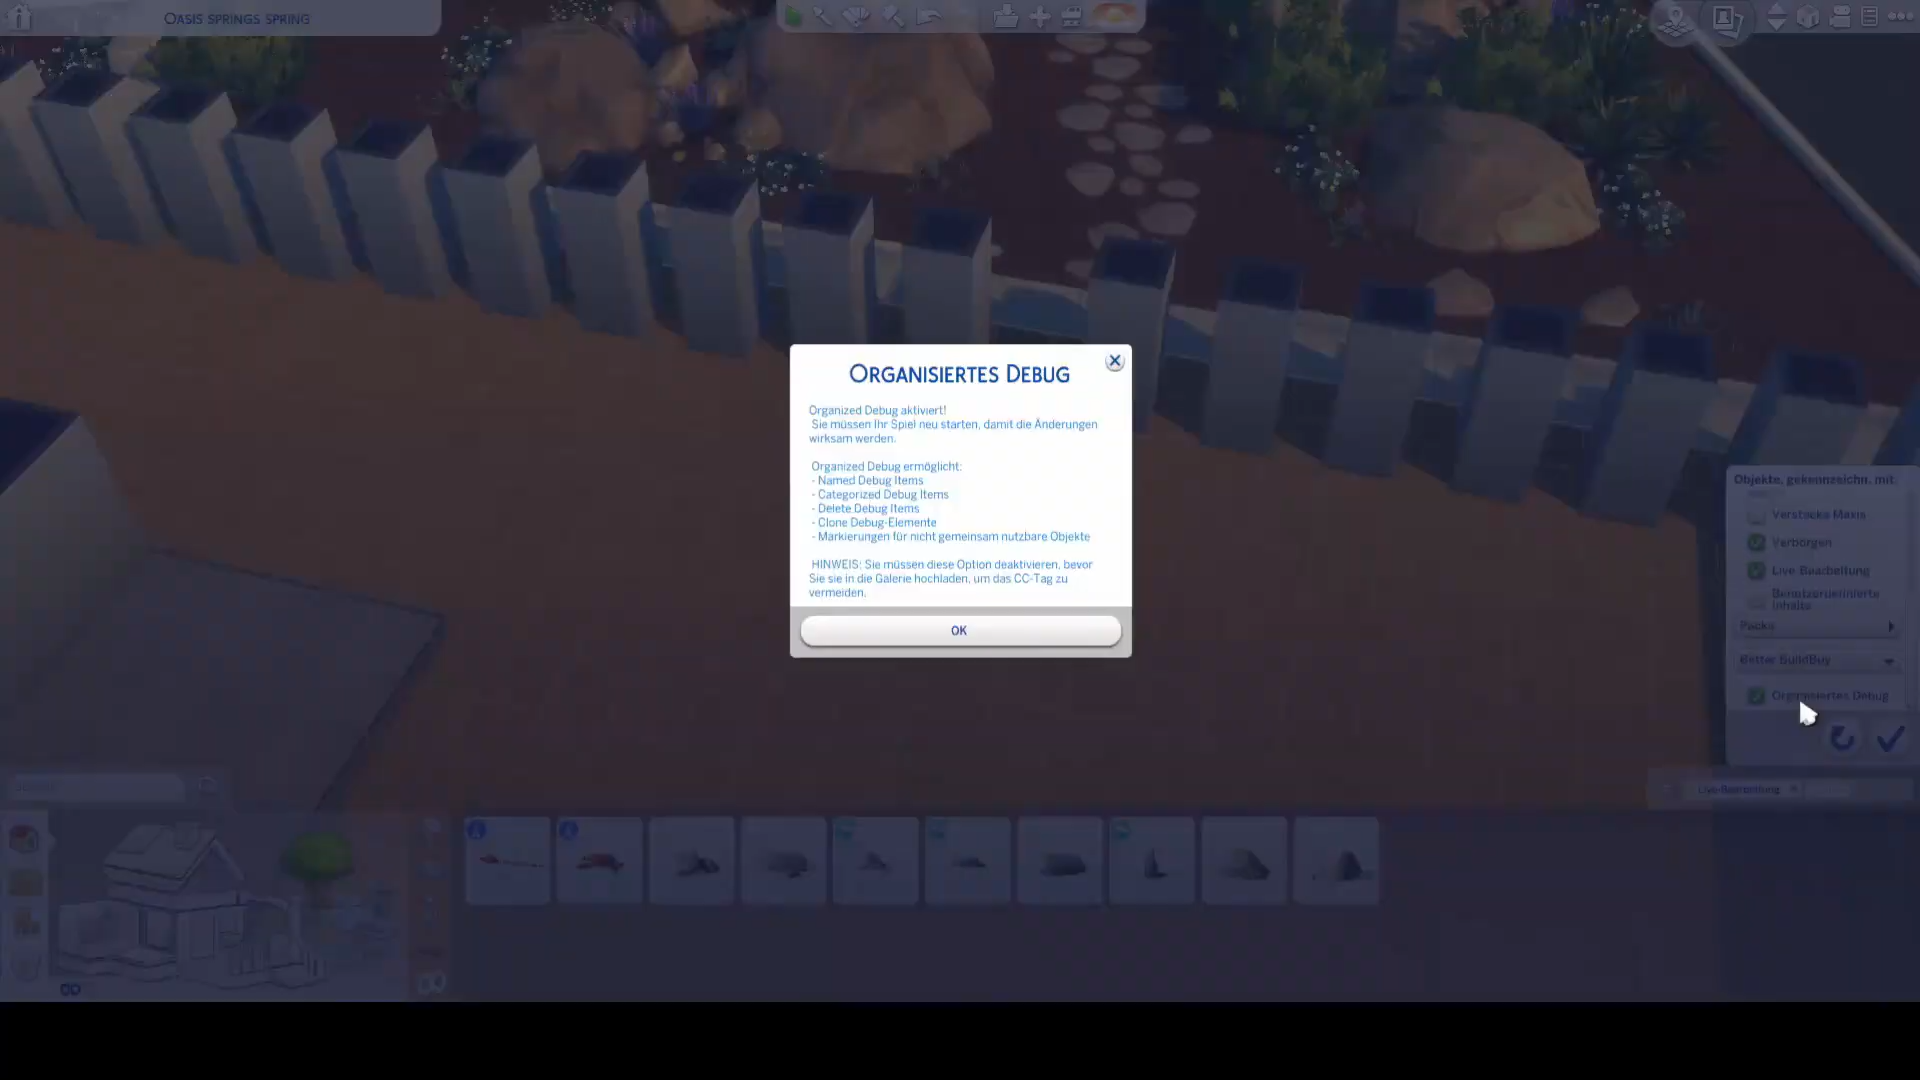 Oasis springs spring
Organisiertes Debug
Organized Debug aktiviert!
Sie müssen Ihr Spiel neu starten, damit die Änderungen
wirksam werden.
Organized Debug ermöglicht:
- Named Debug Items
- Categorized Debug Items
- Delete Debug Items
- Clone Debug-Elemente
- Markierungen für nicht gemeinsam nutzbare Objekte
HINWEIS: Sie müssen diese Option deaktivieren, bevor
Sie sie in die Galerie hochladen, um das CC-Tag zu
vermeiden.
OK
Objekte, gekennzeichn. mit:
Verstecke Maxis
Verborgen
Live Bearbeitung
Benutzerdefinierte
Inhalte
Packs
Better BuildBuy
Organisiertes Debug
Live-Bearbeitung